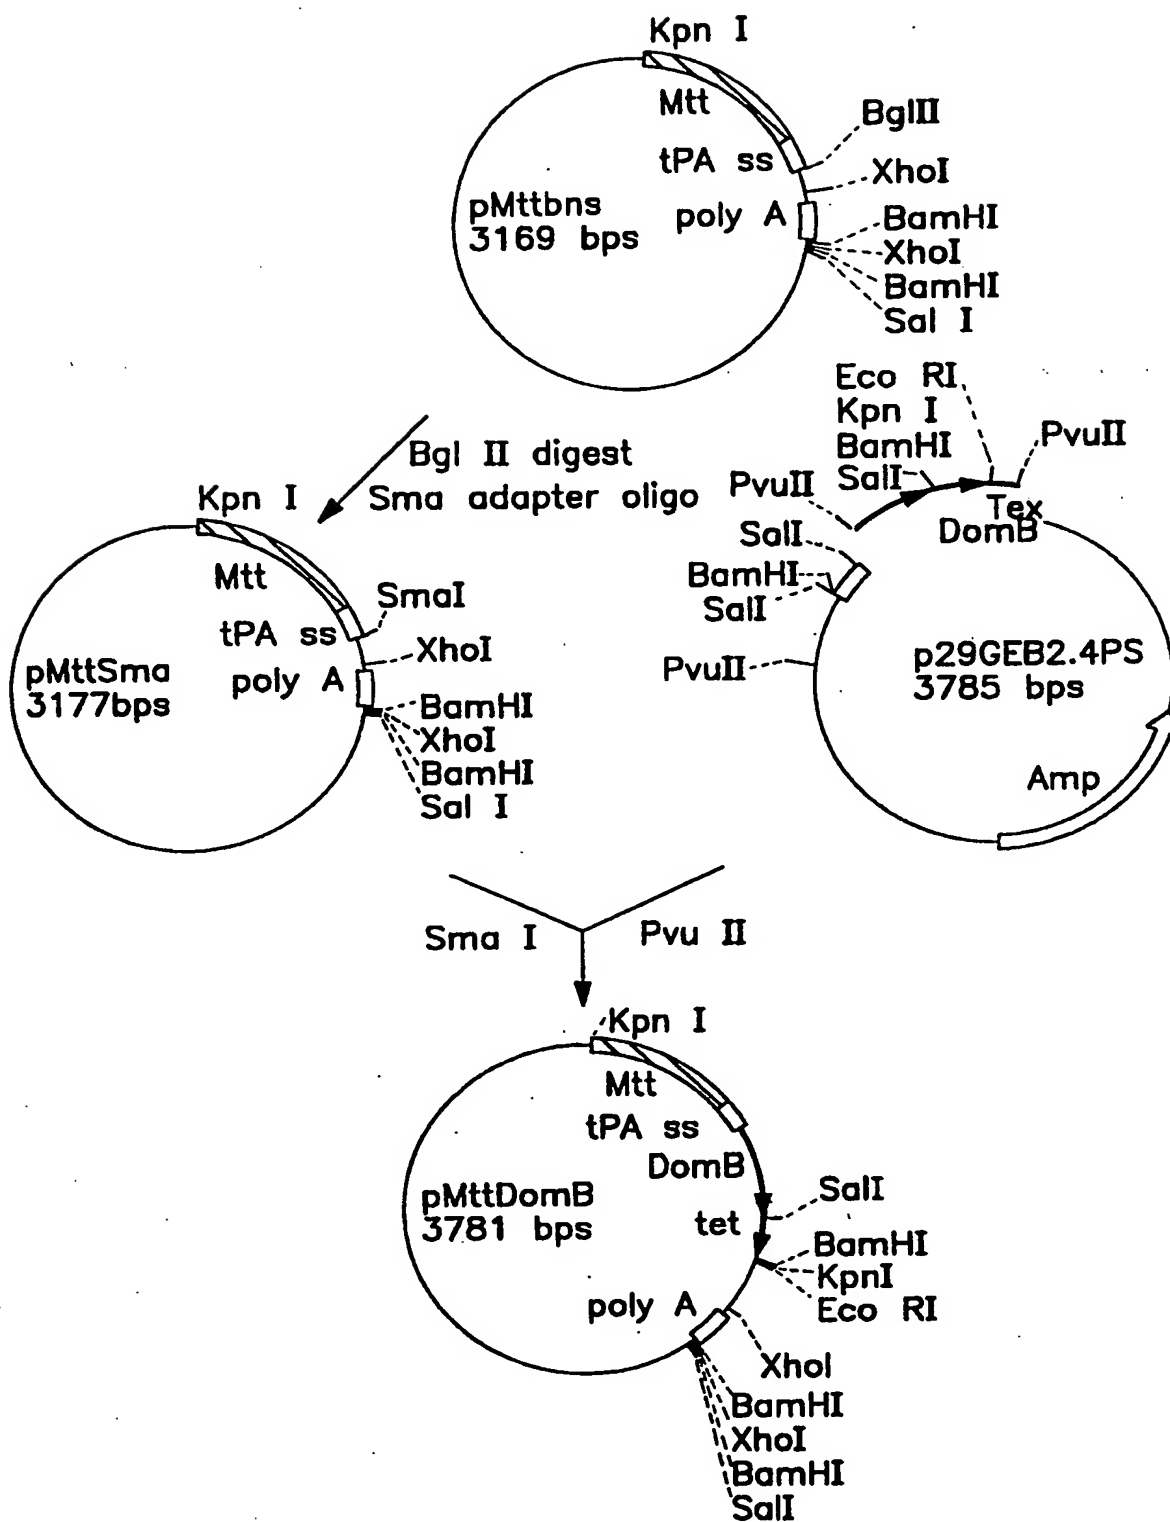 Kpn I
Mtt
BglII
tPA ss
XhoI
pMttbns
3169 bps
poly A
BamHI
XhoI
BamHI
Sal I
Eco RI
Kpn I
BamHI
SalI
PvuII
PvuII
Tex
DomB
SalI
BamHI
SalI
PvuII
p29GEB2.4PS
3785 bps
Amp
Bgl II digest
Sma adapter oligo
Kpn I
Mtt
SmaI
tPA ss
XhoI
pMttSma
3177bps
poly A
BamHI
XhoI
BamHI
Sal I
Sma I
Pvu II
Kpn I
Mtt
tPA ss
DomB
pMttDomB
3781 bps
SalI
tet
BamHI
KpnI
Eco RI
poly A
XhoI
BamHI
XhoI
BamHI
SalI